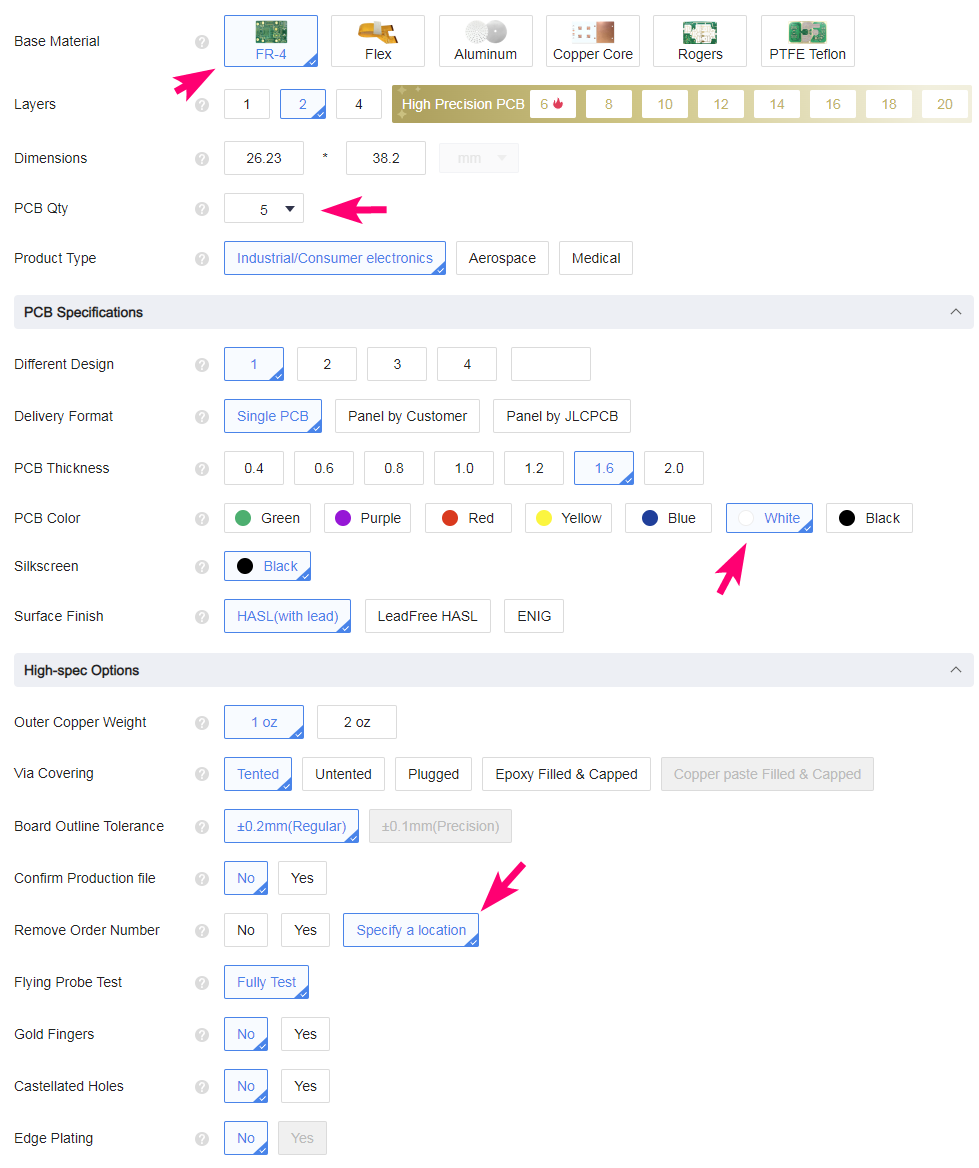 Base Material ? FR-4 Flex Aluminum Copper Core Rogers PTFE Teflon
Layers ? 1 2 4 High Precision PCB 6 8 10 12 14 16 18 20
Dimensions ? 26.23 * 38.2 mm
PCB Qty ? 5
Product Type ? Industrial/Consumer electronics Aerospace Medical
PCB Specifications
Different Design ? 1 2 3 4
Delivery Format ? Single PCB Panel by Customer Panel by JLCPCB
PCB Thickness ? 0.4 0.6 0.8 1.0 1.2 1.6 2.0
PCB Color ? Green Purple Red Yellow Blue White Black
Silkscreen ? Black
Surface Finish ? HASL(with lead) LeadFree HASL ENIG
High-spec Options
Outer Copper Weight ? 1 oz 2 oz
Via Covering ? Tented Untented Plugged Epoxy Filled & Capped Copper paste Filled & Capped
Board Outline Tolerance ? ±0.2mm(Regular) ±0.1mm(Precision)
Confirm Production file ? No Yes
Remove Order Number ? No Yes Specify a location
Flying Probe Test ? Fully Test
Gold Fingers ? No Yes
Castellated Holes ? No Yes
Edge Plating ? No Yes